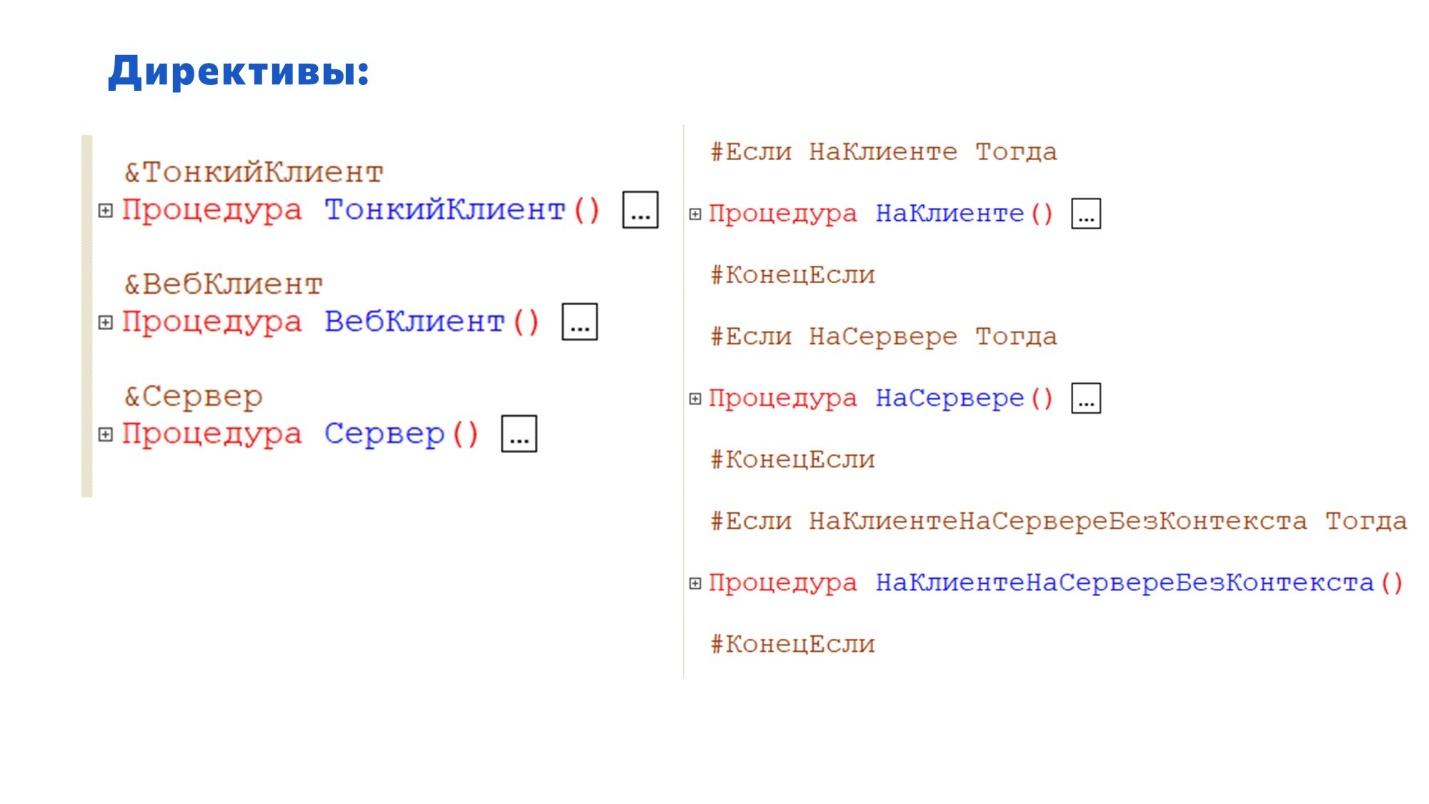 Директивы:
&ТонкийКлиент
Процедура ТонкийКлиент() ...
&ВебКлиент
Процедура ВебКлиент() ...
&Сервер
Процедура Сервер() ...
#Если НаКлиенте Тогда
Процедура НаКлиенте() ...
#КонецЕсли
#Если НаСервере Тогда
Процедура НаСервере() ...
#КонецЕсли
#Если НаКлиентеНаСервереБезКонтекста Тогда
Процедура НаКлиентеНаСервереБезКонтекста()
#КонецЕсли